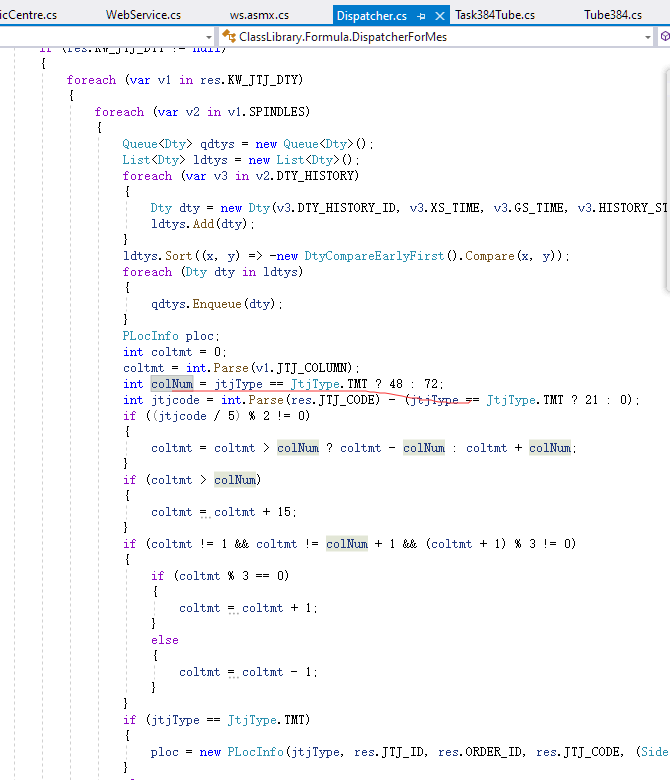 icCentre.cs WebService.cs ws.asmx.cs Dispatcher.cs Task384Tube.cs Tube384.cs
ClassLibrary.Formula.DispatcherForMes
if (res.KW_JTJ_DTY != null)
{
foreach (var v1 in res.KW_JTJ_DTY)
{
foreach (var v2 in v1.SPINDLES)
{
Queue<Dty> qdtys = new Queue<Dty>();
List<Dty> ldtys = new List<Dty>();
foreach (var v3 in v2.DTY_HISTORY)
{
Dty dty = new Dty(v3.DTY_HISTORY_ID, v3.XS_TIME, v3.GS_TIME, v3.HISTORY_ST
ldtys.Add(dty);
}
ldtys.Sort((x, y) => -new DtyCompareEarlyFirst().Compare(x, y));
foreach (Dty dty in ldtys)
{
qdtys.Enqueue(dty);
}
PLocInfo ploc;
int coltmt = 0;
coltmt = int.Parse(v1.JTJ_COLUMN);
int colNum = jtjType == JtjType.TMT ? 48 : 72;
int jtjcode = int.Parse(res.JTJ_CODE) - (jtjType == JtjType.TMT ? 21 : 0);
if ((jtjcode / 5) % 2 != 0)
{
coltmt = coltmt > colNum ? coltmt - colNum : coltmt + colNum;
}
if (coltmt > colNum)
{
coltmt = coltmt + 15;
}
if (coltmt != 1 && coltmt != colNum + 1 && (coltmt + 1) % 3 != 0)
{
if (coltmt % 3 == 0)
{
coltmt = coltmt + 1;
}
else
{
coltmt = coltmt - 1;
}
}
if (jtjType == JtjType.TMT)
{
ploc = new PLocInfo(jtjType, res.JTJ_ID, res.ORDER_ID, res.JTJ_CODE, (Side
}